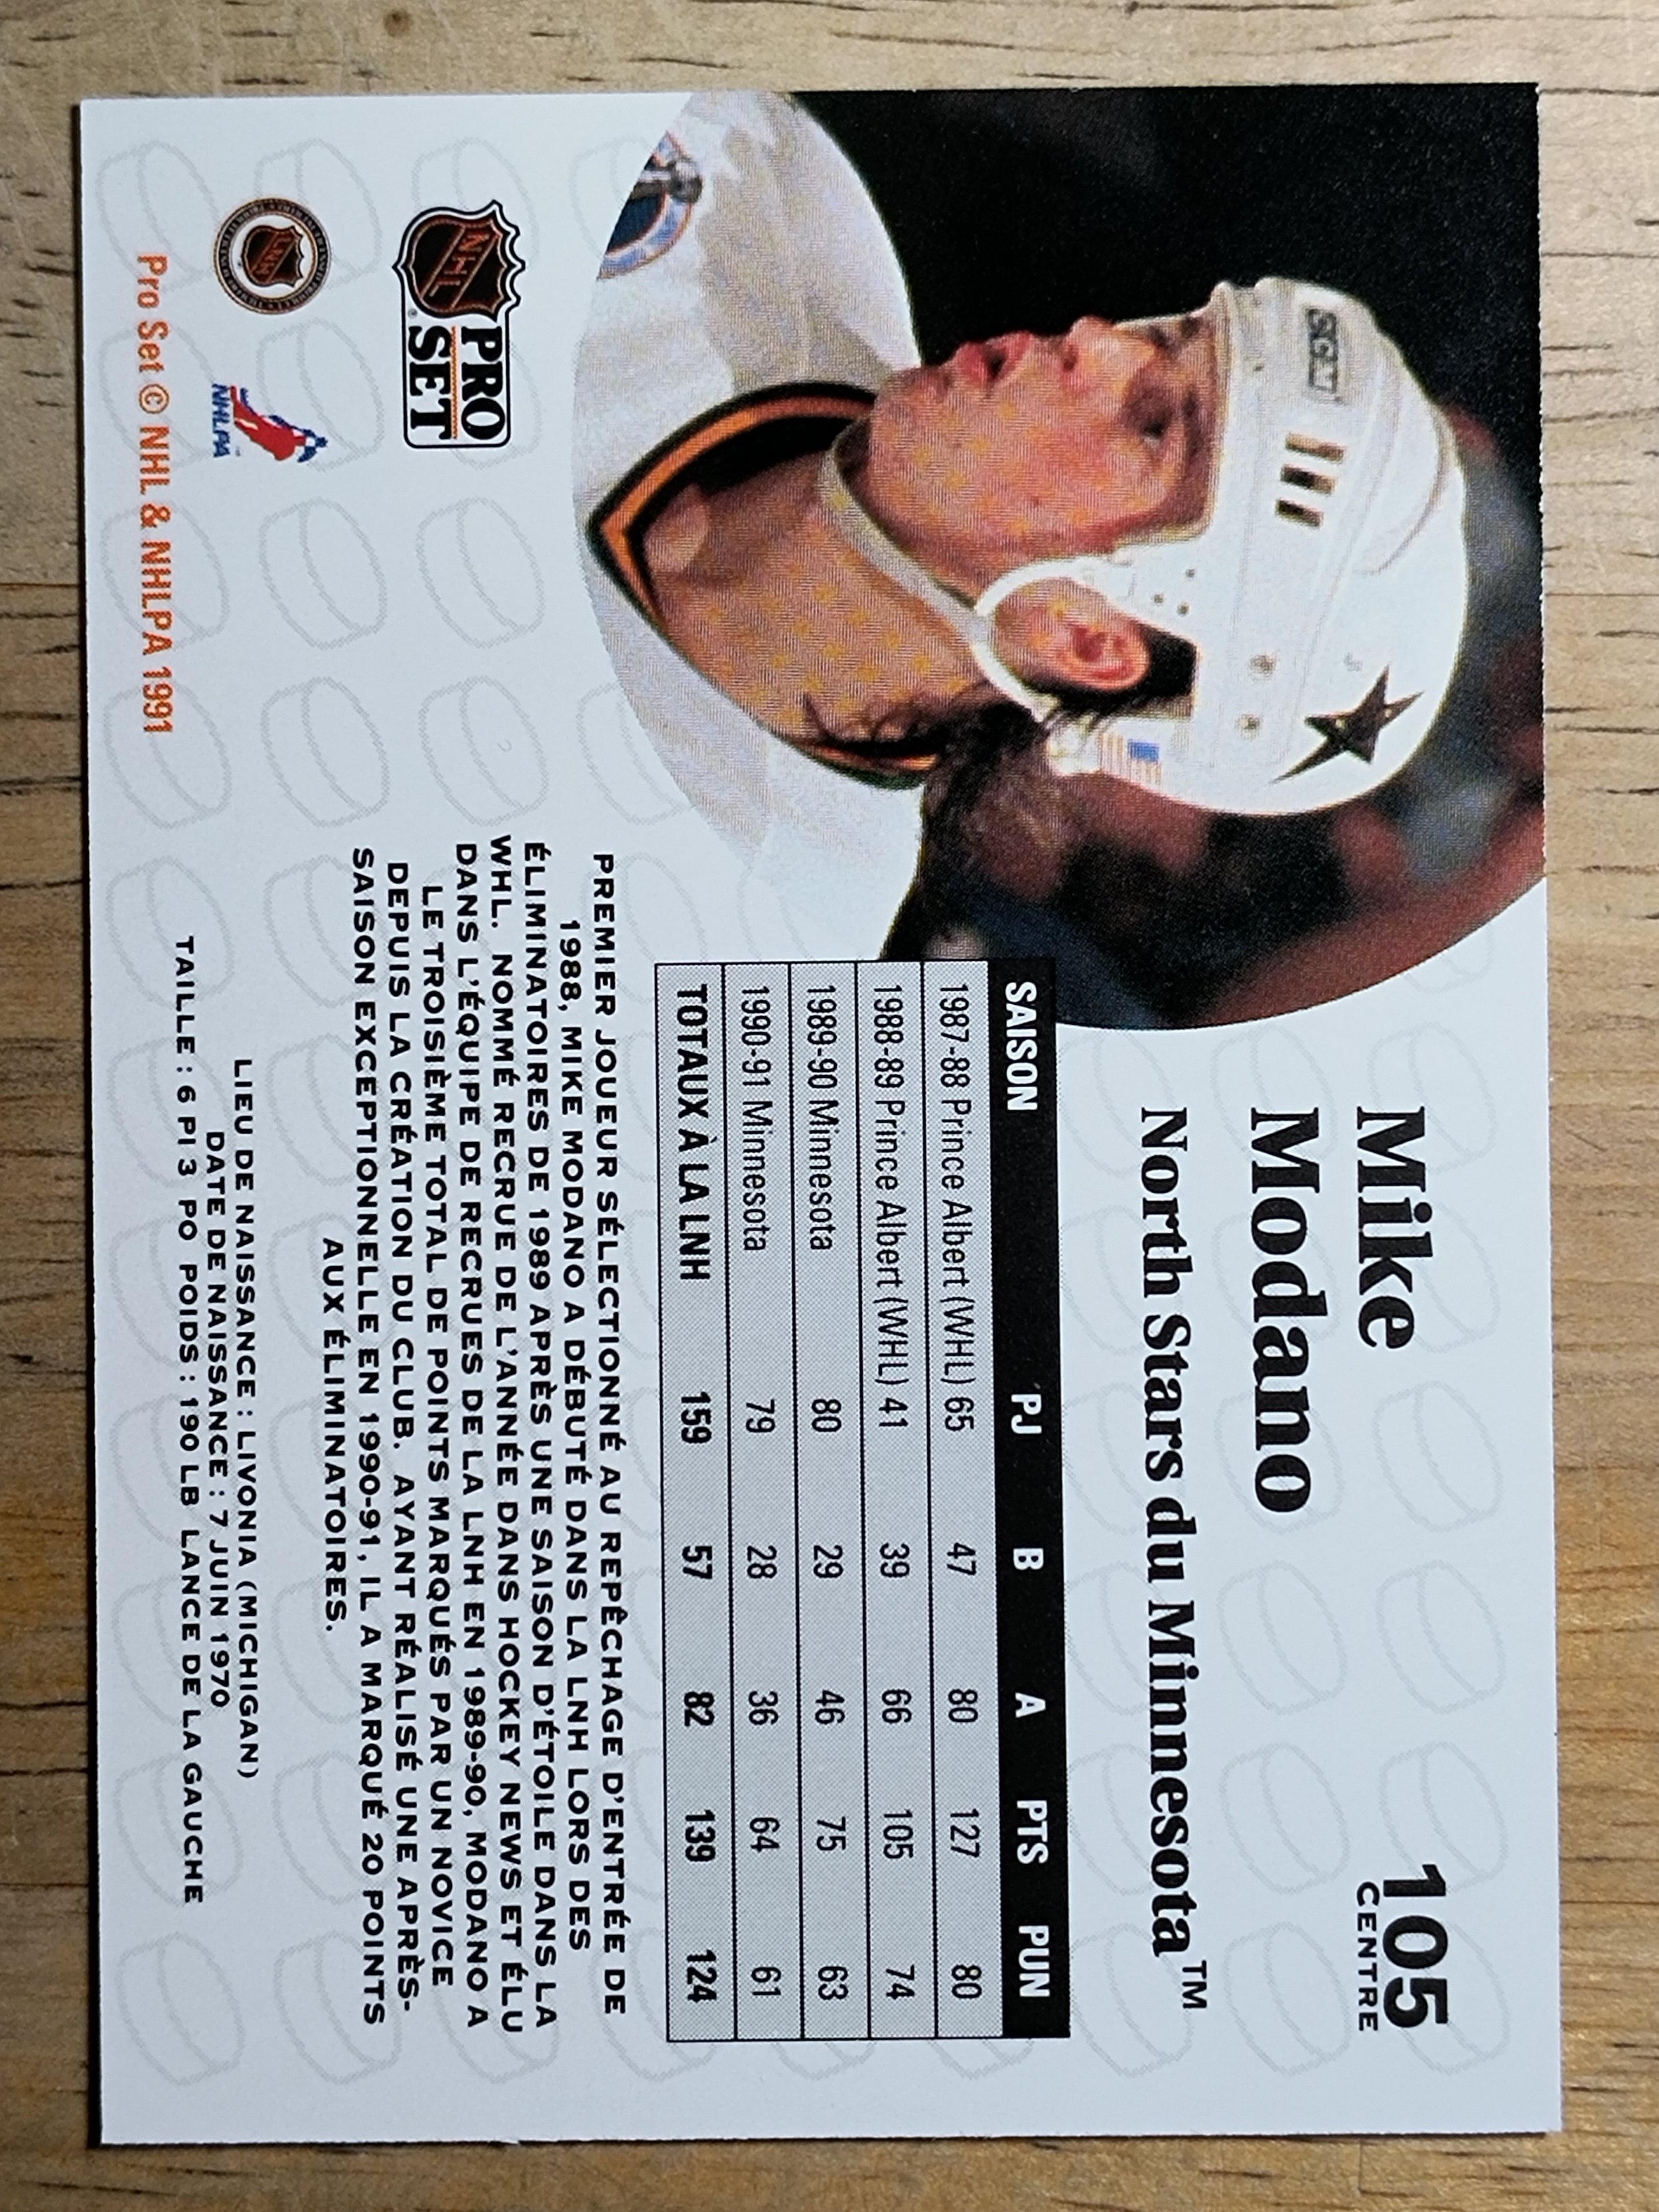 105
CENTRE
Mike
Modano
North Stars du Minnesota™
SAISON PJ B A PTS PUN
1987-88 Prince Albert (WHL) 65 47 80 127 80
1988-89 Prince Albert (WHL) 41 39 66 105 74
1989-90 Minnesota 80 29 46 75 63
1990-91 Minnesota 79 28 36 64 61
TOTAUX À LA LNH 159 57 82 139 124
PREMIER JOUEUR SÉLECTIONNÉ AU REPÊCHAGE D'ENTRÉE DE
1988, MIKE MODANO A DÉBUTÉ DANS LA LNH LORS DES
ÉLIMINATOIRES DE 1989 APRÈS UNE SAISON D'ÉTOILE DANS LA
WHL. NOMMÉ RECRUE DE L'ANNÉE DANS HOCKEY NEWS ET ÉLU
DANS L'ÉQUIPE DE RECRUES DE LA LNH EN 1989-90, MODANO A
LE TROISIÈME TOTAL DE POINTS MARQUÉS PAR UN NOVICE
DEPUIS LA CRÉATION DU CLUB. AYANT RÉALISÉ UNE APRÈS-
SAISON EXCEPTIONNELLE EN 1990-91, IL A MARQUÉ 20 POINTS
AUX ÉLIMINATOIRES.
LIEU DE NAISSANCE : LIVONIA (MICHIGAN)
DATE DE NAISSANCE : 7 JUIN 1970
TAILLE : 6 PI 3 PO POIDS : 190 LB LANCE DE LA GAUCHE
NHL PRO
SET®
NHLPA™
Pro Set © NHL & NHLPA 1991